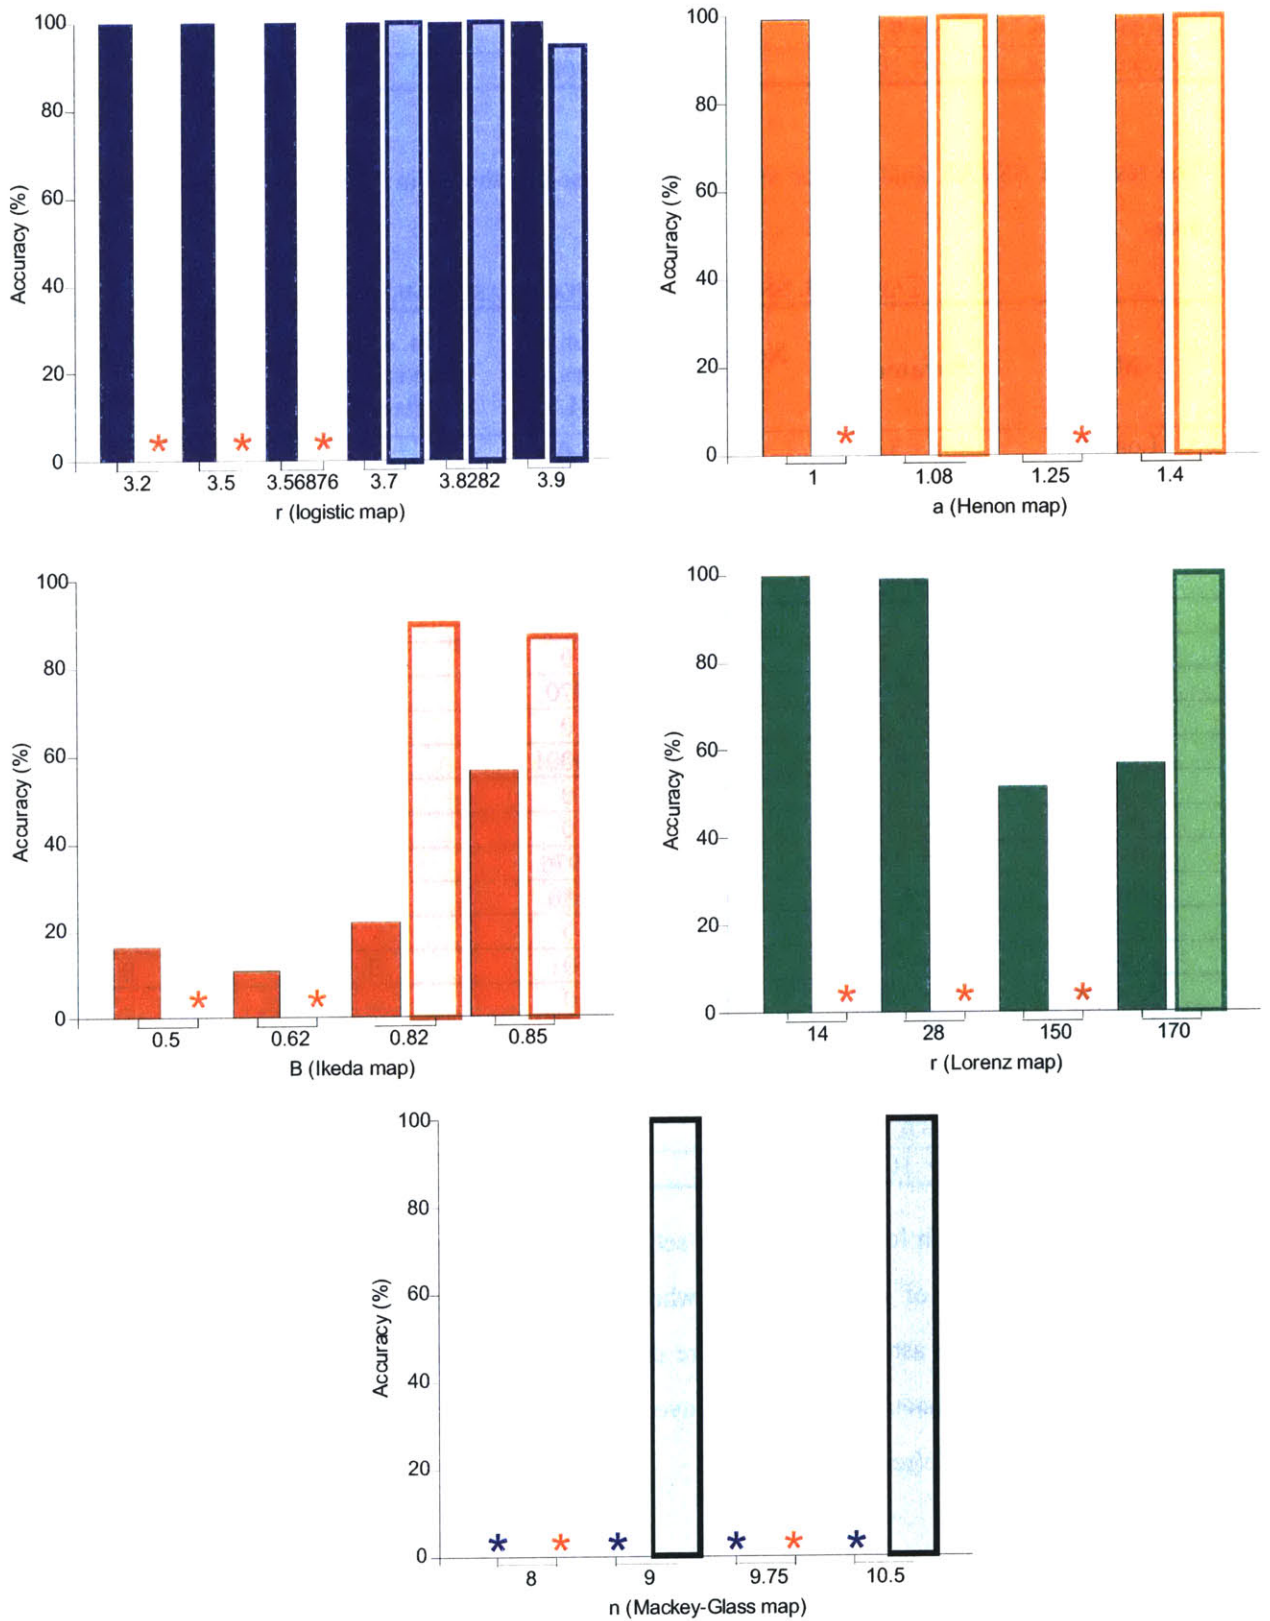 100
80
60
40
20
0
Accuracy (%)
3.2 3.5 3.56876 3.7 3.8282 3.9
r (logistic map)
100
80
60
40
20
0
Accuracy (%)
1 1.08 1.25 1.4
a (Henon map)
100
80
60
40
20
0
Accuracy (%)
0.5 0.62 0.82 0.85
B (Ikeda map)
100
80
60
40
20
0
Accuracy (%)
14 28 150 170
r (Lorenz map)
100
80
60
40
20
0
Accuracy (%)
8 9 9.75 10.5
n (Mackey-Glass map)